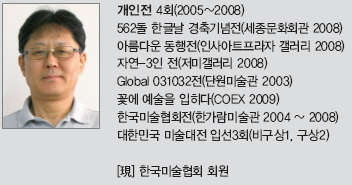 개인전 4회(2005~2008)
562돌 한글날 경축기념전(세종문화회관 2008)
아름다운 동행전(인사아트프라자 갤러리 2008)
자연-3인 전(저미갤러리 2008)
Global 031032전(단원미술관 2003)
꽃에 예술을 입히다(COEX 2009)
한국미술협회전(한가람미술관 2004 ~ 2008)
대한민국 미술대전 입선3회(비구상1, 구상2)
[現] 한국미술협회 회원